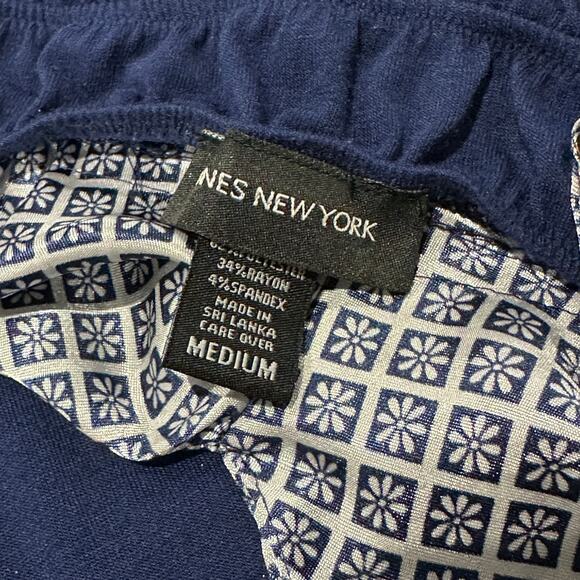 NES NEW YORK
34% RAYON
4% SPANDEX
MADE IN
SRI LANKA
CARE OVER
MEDIUM